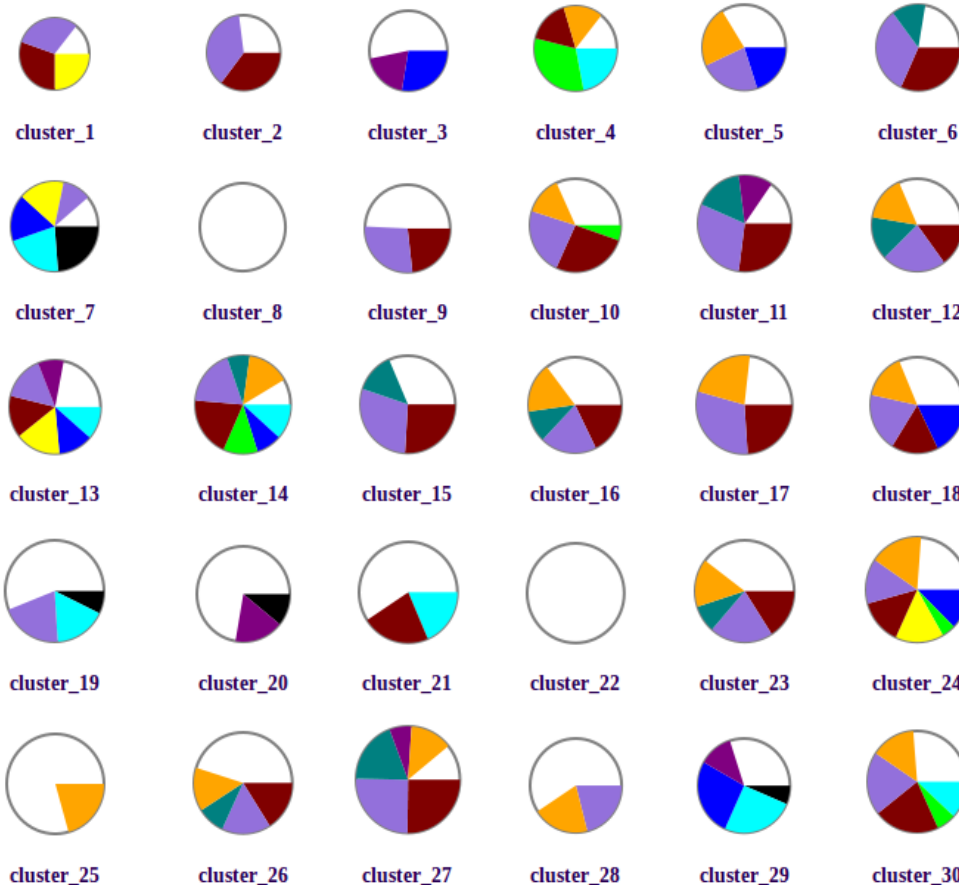 cluster_1 cluster_2 cluster_3 cluster_4 cluster_5 cluster_6
cluster_7 cluster_8 cluster_9 cluster_10 cluster_11 cluster_12
cluster_13 cluster_14 cluster_15 cluster_16 cluster_17 cluster_18
cluster_19 cluster_20 cluster_21 cluster_22 cluster_23 cluster_24
cluster_25 cluster_26 cluster_27 cluster_28 cluster_29 cluster_30